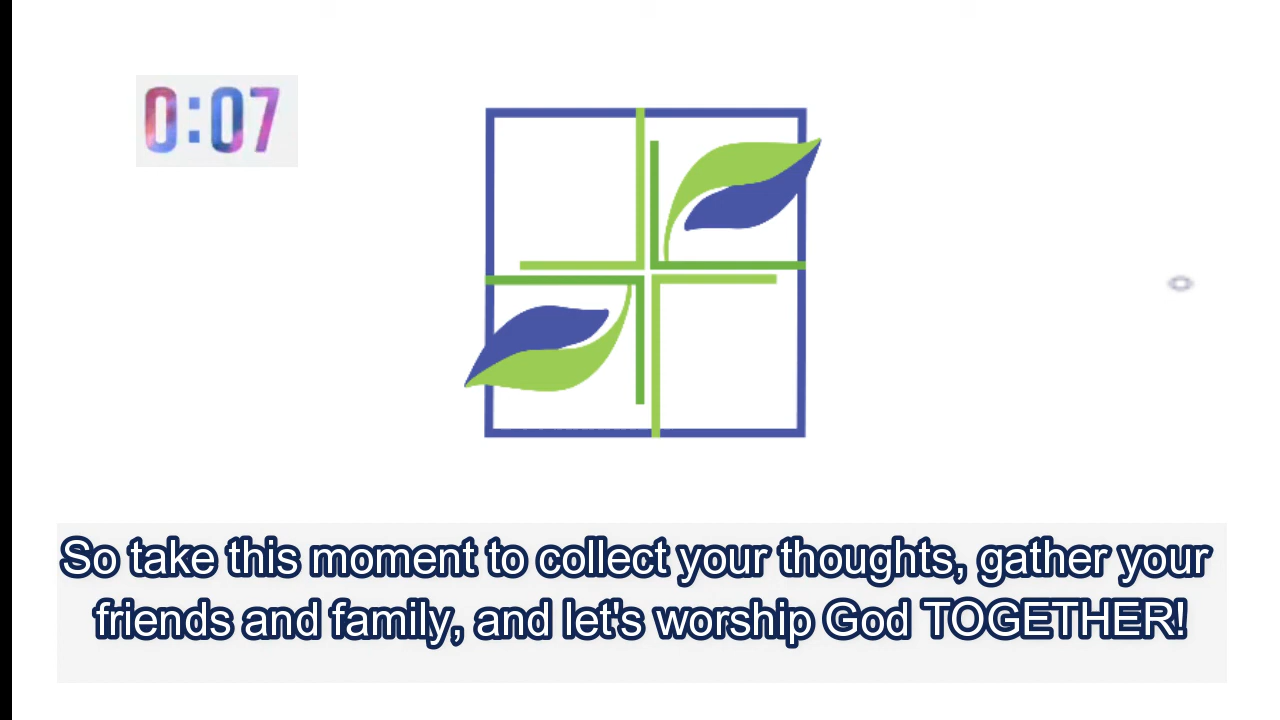 0:07
So take this moment to collect your thoughts, gather your
friends and family, and let's worship God TOGETHER!